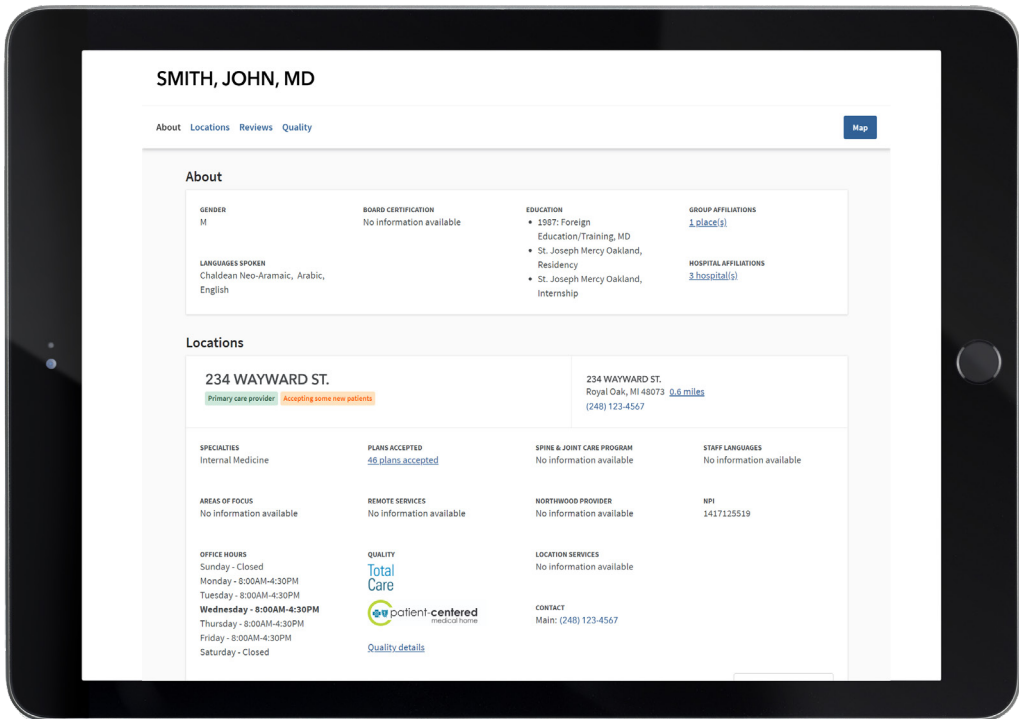 SMITH, JOHN, MD
About Locations Reviews Quality
Map
About
GENDER
M
LANGUAGES SPOKEN
Chaldean Neo-Aramaic, Arabic,
English
BOARD CERTIFICATION
No information available
EDUCATION
• 1987: Foreign
Education/Training, MD
• St. Joseph Mercy Oakland,
Residency
• St. Joseph Mercy Oakland,
Internship
GROUP AFFILIATIONS
1 place(s)
HOSPITAL AFFILIATIONS
3 hospital(s)
Locations
234 WAYWARD ST.
Primary care provider Accepting some new patients
234 WAYWARD ST.
Royal Oak, MI 48073 0.6 miles
(248) 123-4567
SPECIALTIES
Internal Medicine
PLANS ACCEPTED
46 plans accepted
SPINE & JOINT CARE PROGRAM
No information available
STAFF LANGUAGES
No information available
AREAS OF FOCUS
No information available
REMOTE SERVICES
No information available
NORTHWOOD PROVIDER
No information available
NPI
1417125519
OFFICE HOURS
Sunday - Closed
Monday - 8:00AM-4:30PM
Tuesday - 8:00AM-4:30PM
Wednesday - 8:00AM-4:30PM
Thursday - 8:00AM-4:30PM
Friday - 8:00AM-4:30PM
Saturday - Closed
QUALITY
Total
Care
patient-centered
medical home
Quality details
LOCATION SERVICES
No information available
CONTACT
Main: (248) 123-4567